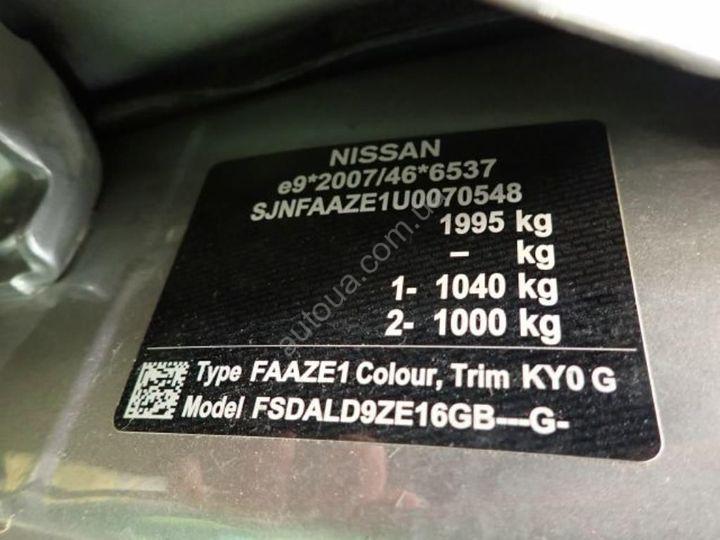 NISSAN
e9*2007/46*6537
SJNFAAZE1U0070548
1995 kg
– kg
1- 1040 kg
2- 1000 kg
Type FAAZE1 Colour, Trim KY0 G
Model FSDALD9ZE16GB---G-
autoua.com.ua